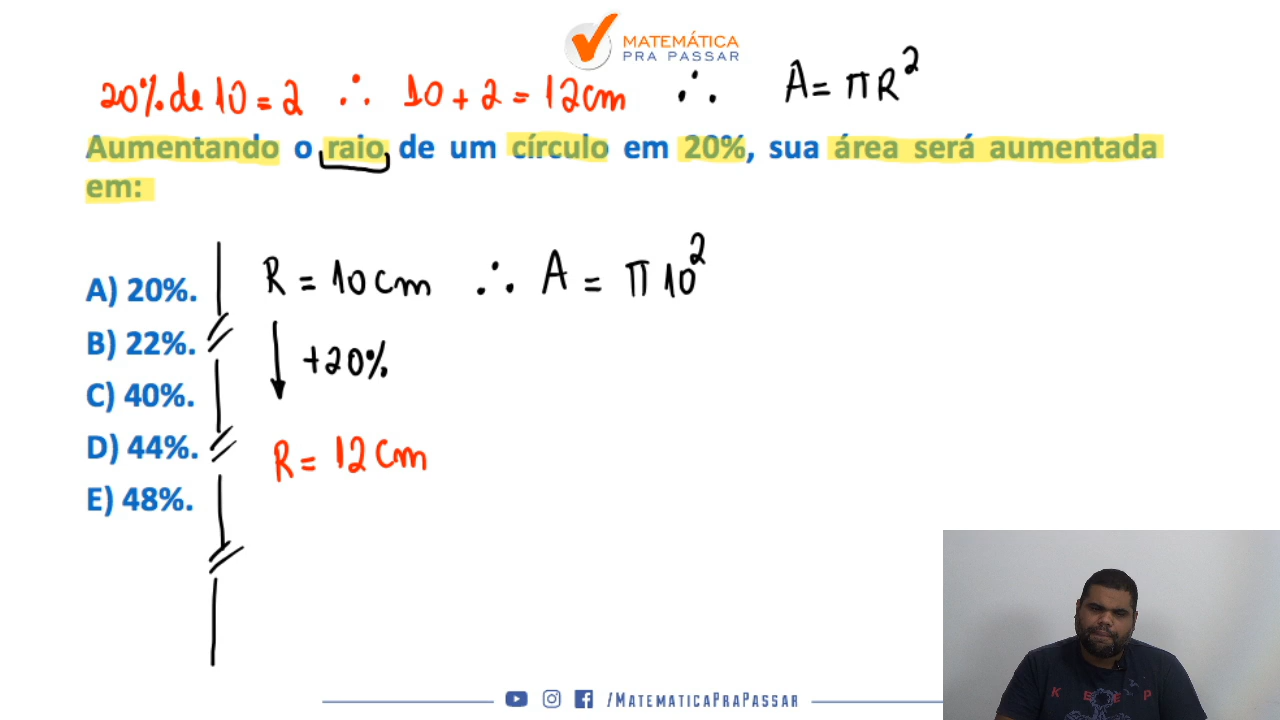 MATEMÁTICA
PRA PASSAR
20% de 10 = 2 ∴ 10 + 2 = 12cm ∴ A = πR²
Aumentando o raio de um círculo em 20%, sua área será aumentada
em:
R = 10cm ∴ A = π10²
A) 20%.
B) 22%.
+20%
C) 40%.
D) 44%.
R = 12cm
E) 48%.
KEEP
/MATEMATICAPRAPASSAR